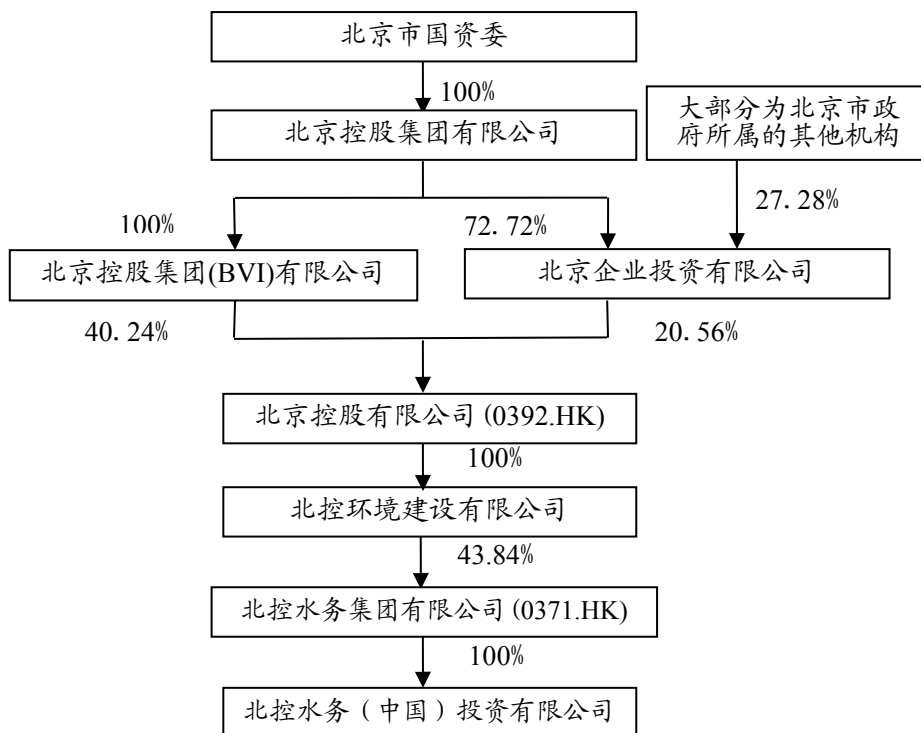 北京市国资委
100%
北京控股集团有限公司
大部分为北京市政
府所属的其他机构
27.28%
100%
72.72%
北京控股集团(BVI)有限公司
北京企业投资有限公司
40.24%
20.56%
北京控股有限公司(0392.HK)
100%
北控环境建设有限公司
43.84%
北控水务集团有限公司(0371.HK)
100%
北控水务（中国）投资有限公司